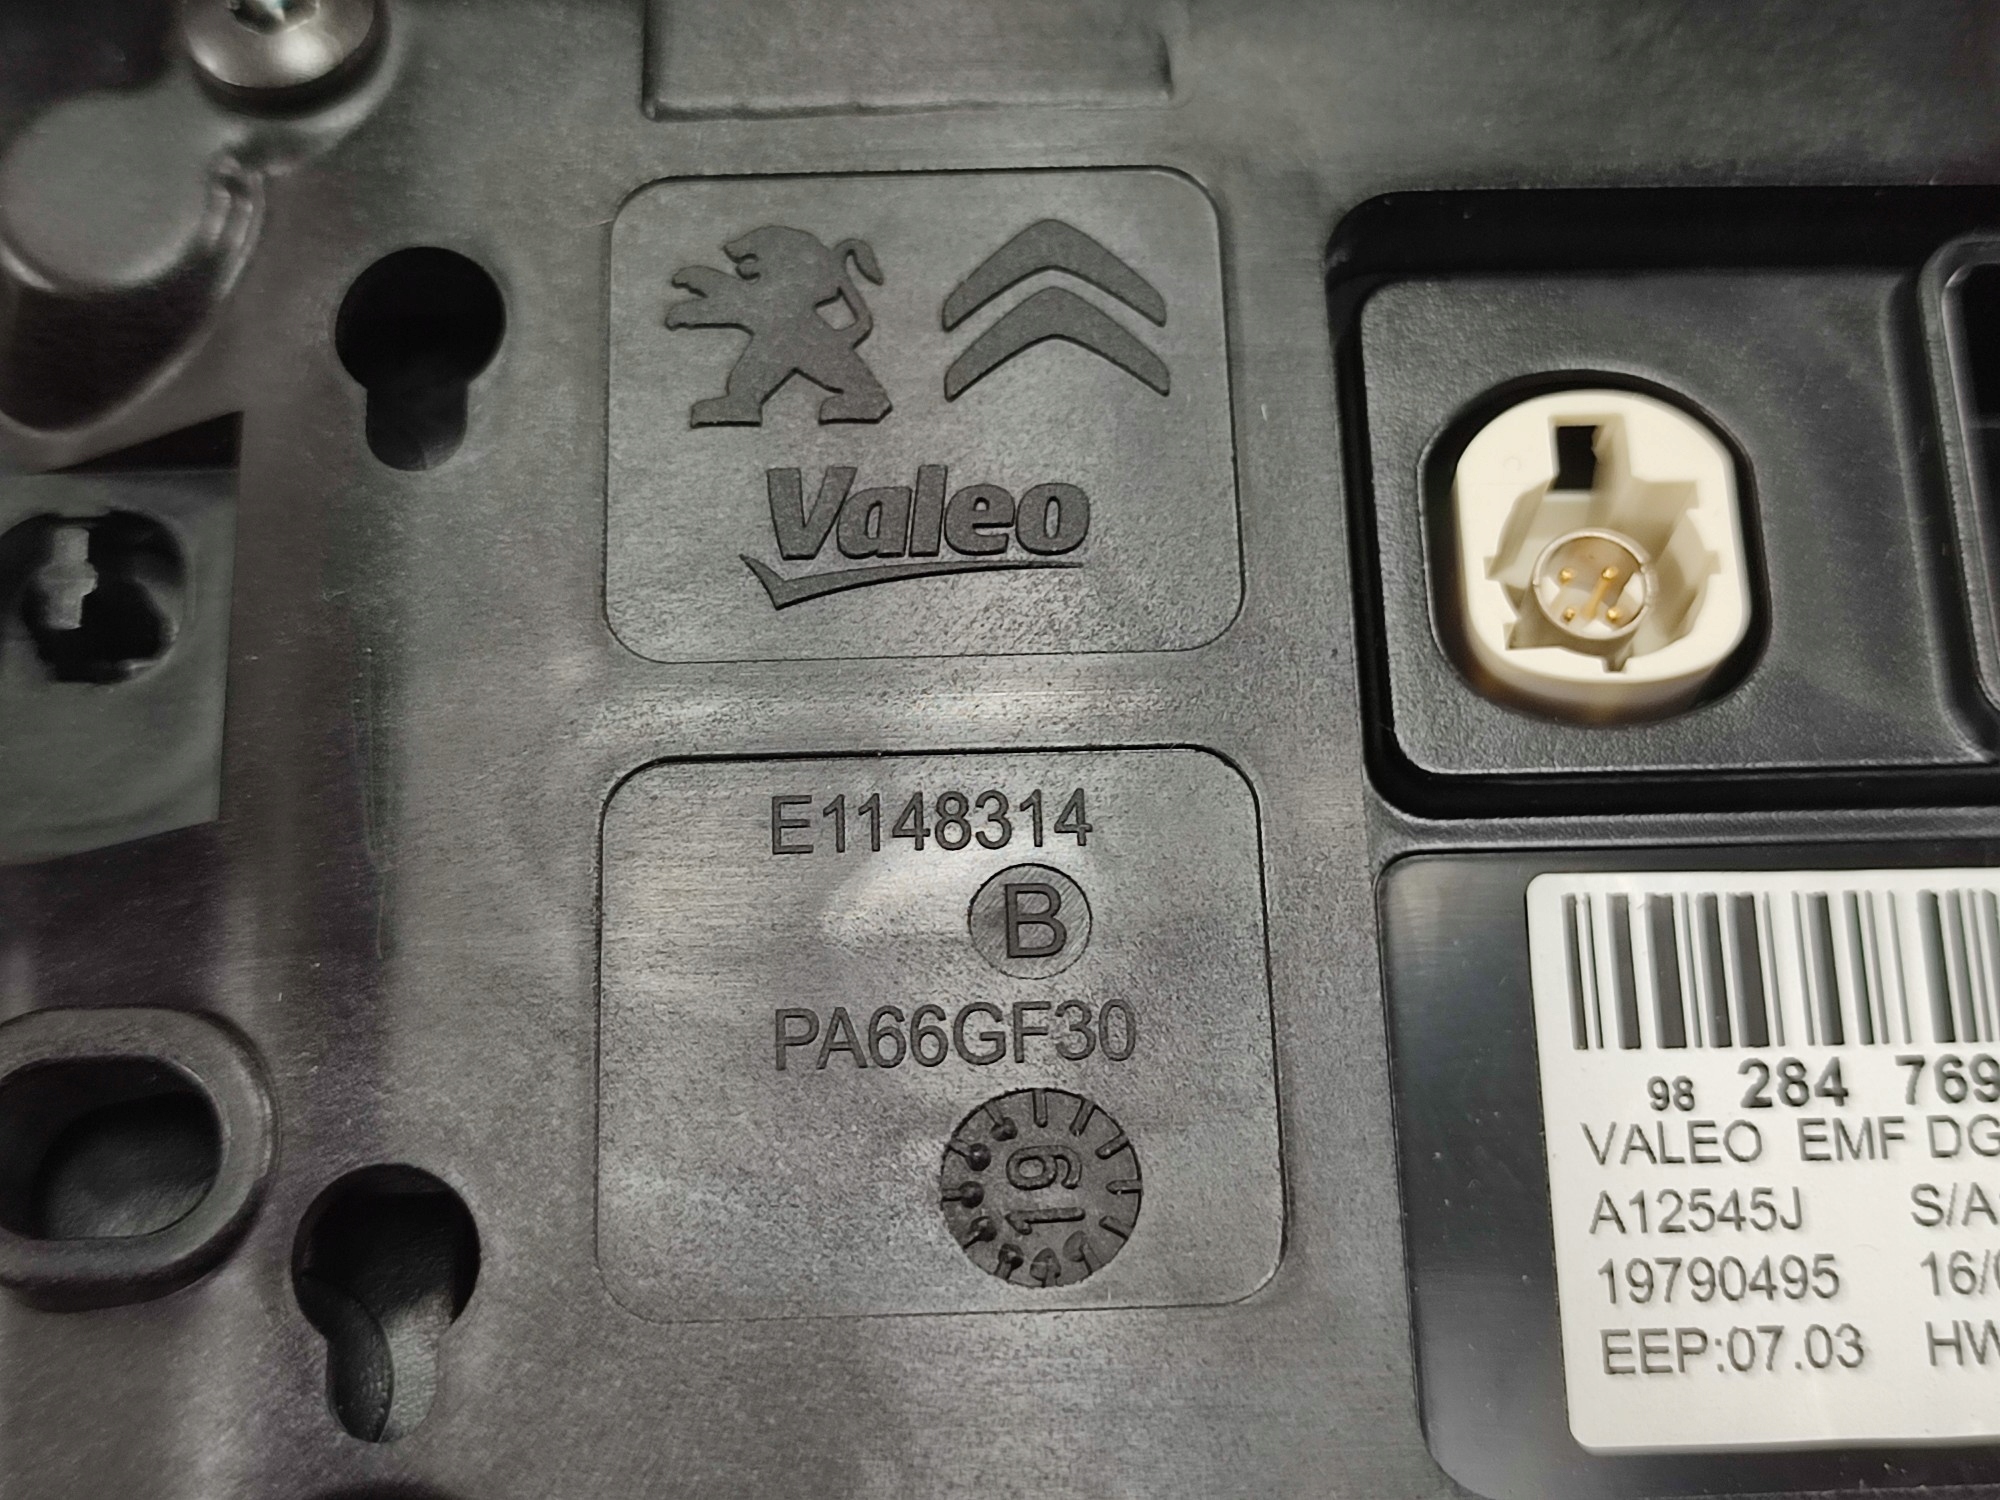 Valeo
E1148314
B
PA66GF30
19
98 284 769
VALEO EMF DG
A12545J S/A
19790495 16/
EEP:07.03 HW